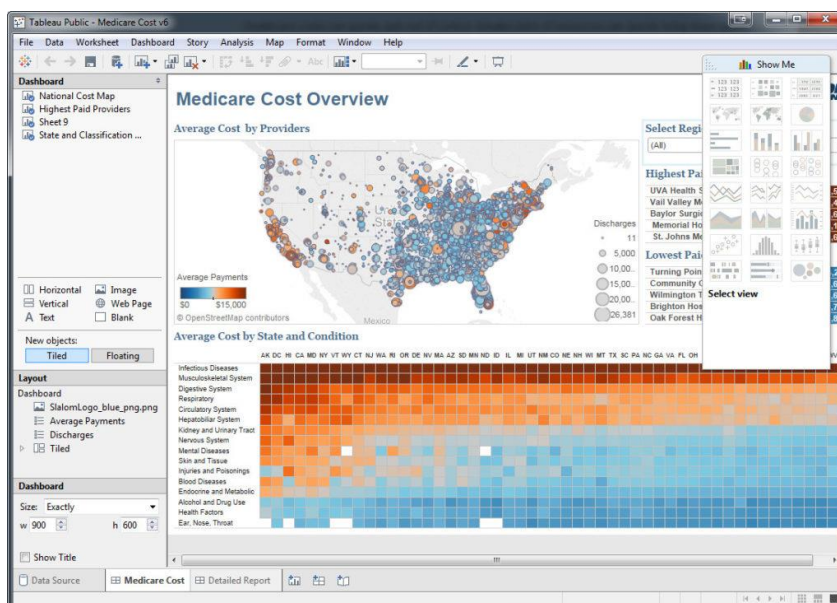 Tableau Public - Medicare Cost v6
File Data Worksheet Dashboard Story Analysis Map Format Window Help
Abc
Dashboard
National Cost Map
Highest Paid Providers
Sheet 9
State and Classification ...
Horizontal Image
Vertical Web Page
A Text Blank
New objects:
Tiled Floating
Layout
Dashboard
SlalomLogo_blue_png.png
Average Payments
Discharges
Tiled
Dashboard
Size: Exactly
w 900 h 600
Show Title
Medicare Cost Overview
Average Cost by Providers
Mexico
Average Payments
$0 $15,000
© OpenStreetMap contributors
Discharges
11
5,000
10,00..
15,00..
20,00..
26,381
Select Regi
(All)
Highest Pai
UVA Health S
Vail Valley M
Baylor Surgi
Memorial Ho
St. Johns Me
Lowest Paid
Turning Poin
Community C
Wilmington T
Brighton Hos
Oak Forest H
Show Me
Select view
Average Cost by State and Condition
AK DC HI CA MD NY VT WY CT NJ WA RI OR DE NV MA AZ SD MN ND ID IL MI UT NM CO NE NH WI MT TX SC PA NC GA VA FL OH
Infectious Diseases
Musculoskeletal System
Digestive System
Respiratory
Circulatory System
Hepatobiliar System
Kidney and Urinary Tract
Nervous System
Mental Diseases
Skin and Tissue
Injuries and Poisonings
Blood Diseases
Endocrine and Metabolic
Alcohol and Drug Use
Health Factors
Ear, Nose, Throat
Data Source Medicare Cost Detailed Report